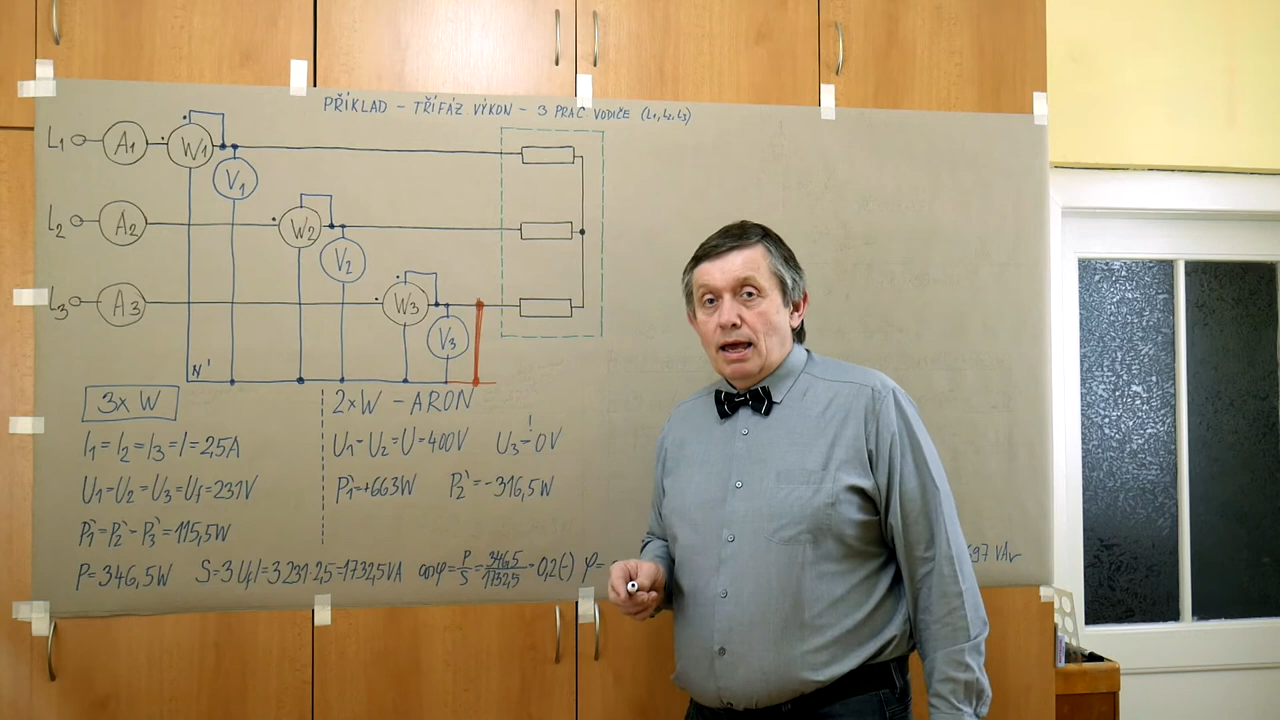 PŘÍKLAD – TŘÍFÁZ VÝKON – 3 PRAC VODIČE (L1, L2, L3)
L1 A1 W1
V1
L2 A2 W2
V2
L3 A3 W3
V3
N'
3x W
2xW – ARON
I1 = I2 = I3 = I = 2,5A
U1 = U2 = U = 400V U3 = 0V !
U1 = U2 = U3 = Uf = 231V
P1' = +663W P2' = -316,5W
P1' = P2' = P3' = 115,5W
P = 346,5W S = 3 Uf I = 3·231·2,5 = 1732,5VA cosφ = P/S = 346,5/1732,5 = 0,2(-) φ =
697 VAr